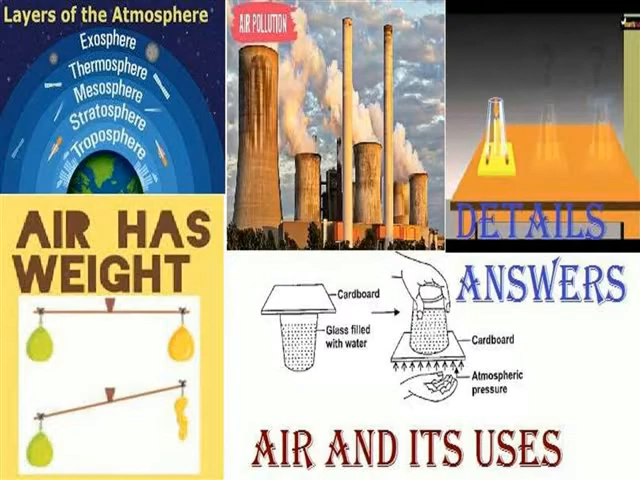 Layers of the Atmosphere
Exosphere
Thermosphere
Mesosphere
Stratosphere
Troposphere
AIR POLLUTION
AIR HAS
WEIGHT
DETAILS
ANSWERS
Cardboard
Glass filled
with water
Cardboard
Atmospheric
pressure
AIR AND ITS USES